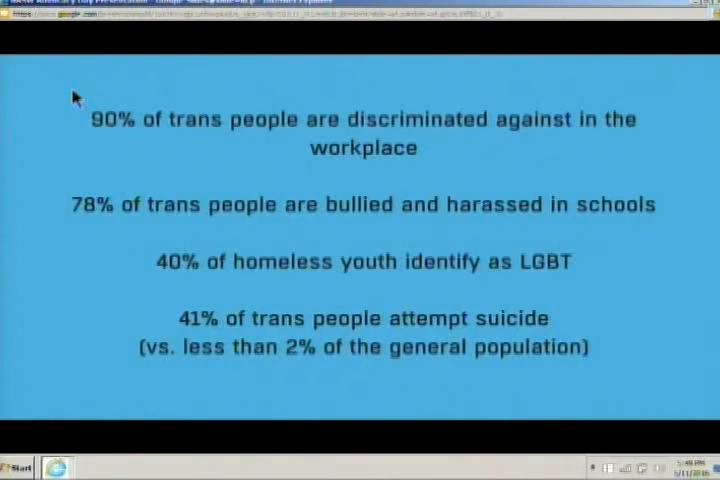 90% of trans people are discriminated against in the
workplace
78% of trans people are bullied and harassed in schools
40% of homeless youth identify as LGBT
41% of trans people attempt suicide
(vs. less than 2% of the general population)
Start